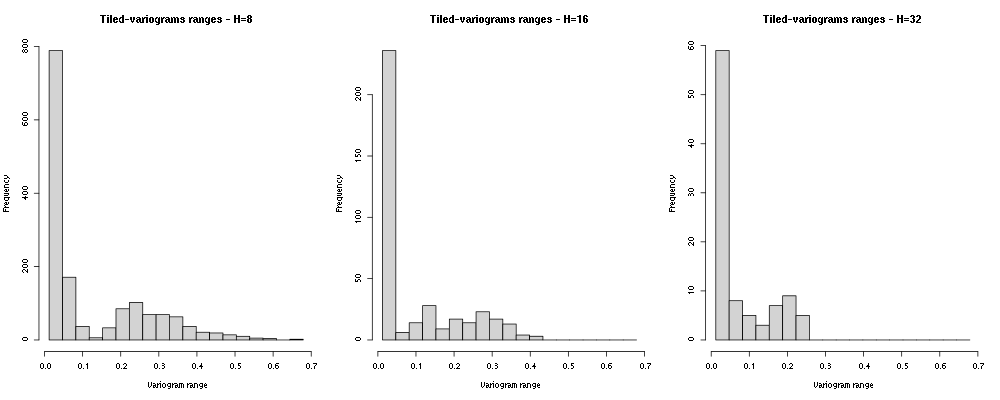 Tiled-variograms ranges - H=8
Frequency
0
200
400
600
800
0.0 0.1 0.2 0.3 0.4 0.5 0.6 0.7
Variogram range
Tiled-variograms ranges - H=16
Frequency
0
50
100
150
200
0.0 0.1 0.2 0.3 0.4 0.5 0.6 0.7
Variogram range
Tiled-variograms ranges - H=32
Frequency
0
10
20
30
40
50
60
0.0 0.1 0.2 0.3 0.4 0.5 0.6 0.7
Variogram range